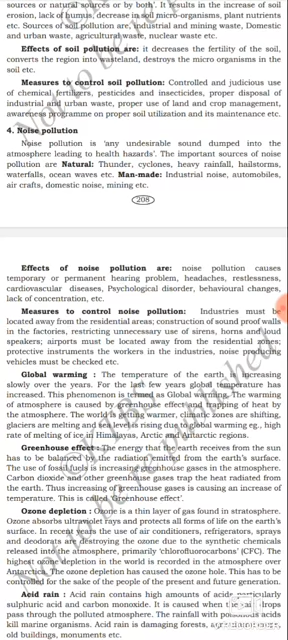 sources or natural sources or by both'. It results in the increase of soil
erosion, lack of humus, decrease in soil micro-organisms, plant nutrients
etc. Sources of soil pollution are, industrial and mining waste, Domestic
and urban waste, agricultural waste, nuclear waste etc.
Effects of soil pollution are: it decreases the fertility of the soil,
converts the region into wasteland, destroys the micro organisms in the
soil etc.
Measures to control soil pollution: Controlled and judicious use
of chemical fertilizers, pesticides and insecticides, proper disposal of
industrial and urban waste, proper use of land and crop management,
awareness programme on proper soil utilization and its maintenance etc.
4. Noise pollution
Noise pollution is 'any undesirable sound dumped into the
atmosphere leading to health hazards'. The important sources of noise
pollution are Natural: Thunder, cyclones, heavy rainfall, hailstorms,
waterfalls, ocean waves etc. Man-made: Industrial noise, automobiles,
air crafts, domestic noise, mining etc.
208
Effects of noise pollution are: noise pollution causes
temporary or permanent hearing problem, headaches, restlessness,
cardiovascular diseases, Psychological disorder, behavioural changes,
lack of concentration, etc.
Measures to control noise pollution: Industries must be
located away from the residential areas; construction of sound proof walls
in the factories, restricting unnecessary use of sirens, horns and loud
speakers; airports must be located away from the residential areas,
protective instruments the workers in the industries, noise producing
vehicles must be checked etc.
Global warming : The temperature of the earth is increasing
slowly over the years. For the last few years global temperature has
increased. This phenomenon is termed as Global warming. The warming
of atmosphere is caused by greenhouse effect and trapping of heat by
the atmosphere. The world is getting warmer, climate zones are shifting,
glaciers are melting and sea level is rising due to global warming eg., high
rate of melting of ice in Himalayas, Arctic and Antarctic regions.
Greenhouse effect : The energy that the earth receives from the sun
has to be balanced by the radiation emitted from the earth's surface.
The use of fossil fuels is increasing greenhouse gases in the atmosphere.
Carbon dioxide and other greenhouse gases trap the heat radiated from
the earth. Thus increasing of greenhouse gases is causing an increase of
temperature. This is called 'Greenhouse effect'.
Ozone depletion : Ozone is a thin layer of gas found in stratosphere.
Ozone absorbs ultraviolet rays and protects all forms of life on the earth's
surface. In recent years the use of air conditioners, refrigerators, sprays
and deodorants, destroying the ozone due to the synthetic chemicals
released into the atmosphere, primarily 'chlorofluorocarbons' (CFC). The
highest ozone depletion in the world is recorded in the atmosphere over
Antarctica. The ozone depletion has caused the ozone hole. This has to be
controlled for the sake of the people of the present and future generation.
Acid rain : Acid rain contains high amounts of acids particularly
sulphuric acid and carbon monoxide. It is caused when the rain drops
pass through the polluted atmosphere. The rainfall with poisonous acids
kill marine organisms. Acid rain is damaging forests, soil, vegetation and
old buildings, monuments etc.